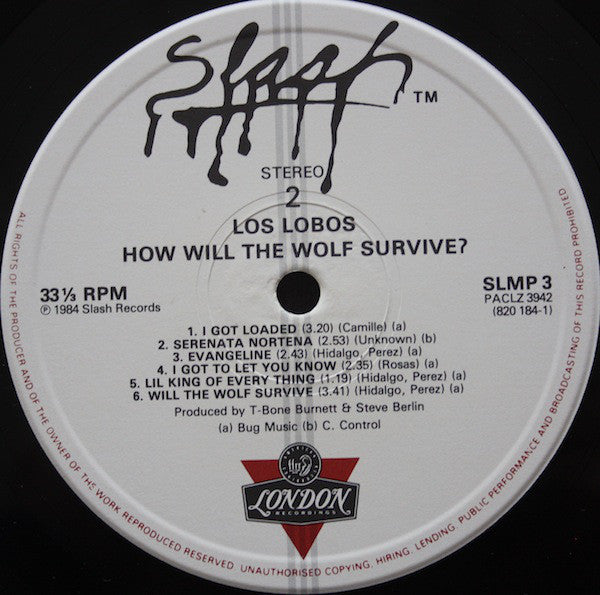 Slash TM
STEREO
2
LOS LOBOS
HOW WILL THE WOLF SURVIVE?
33⅓ RPM
℗ 1984 Slash Records
SLMP 3
PACLZ 3942
(820 184-1)
1. I GOT LOADED (3.20) (Camille) (a)
2. SERENATA NORTENA (2.53) (Unknown) (b)
3. EVANGELINE (2.43) (Hidalgo, Perez) (a)
4. I GOT TO LET YOU KNOW (2.35) (Rosas) (a)
5. LIL KING OF EVERY THING (1.19) (Hidalgo, Perez) (a)
6. WILL THE WOLF SURVIVE (3.41) (Hidalgo, Perez) (a)
Produced by T-Bone Burnett & Steve Berlin
(a) Bug Music (b) C. Control
LONDON
RECORDINGS
ALL RIGHTS OF THE PRODUCER AND OF THE OWNER OF THE WORK REPRODUCED RESERVED. UNAUTHORISED COPYING, HIRING, LENDING, PUBLIC PERFORMANCE AND BROADCASTING OF THIS RECORD PROHIBITED.